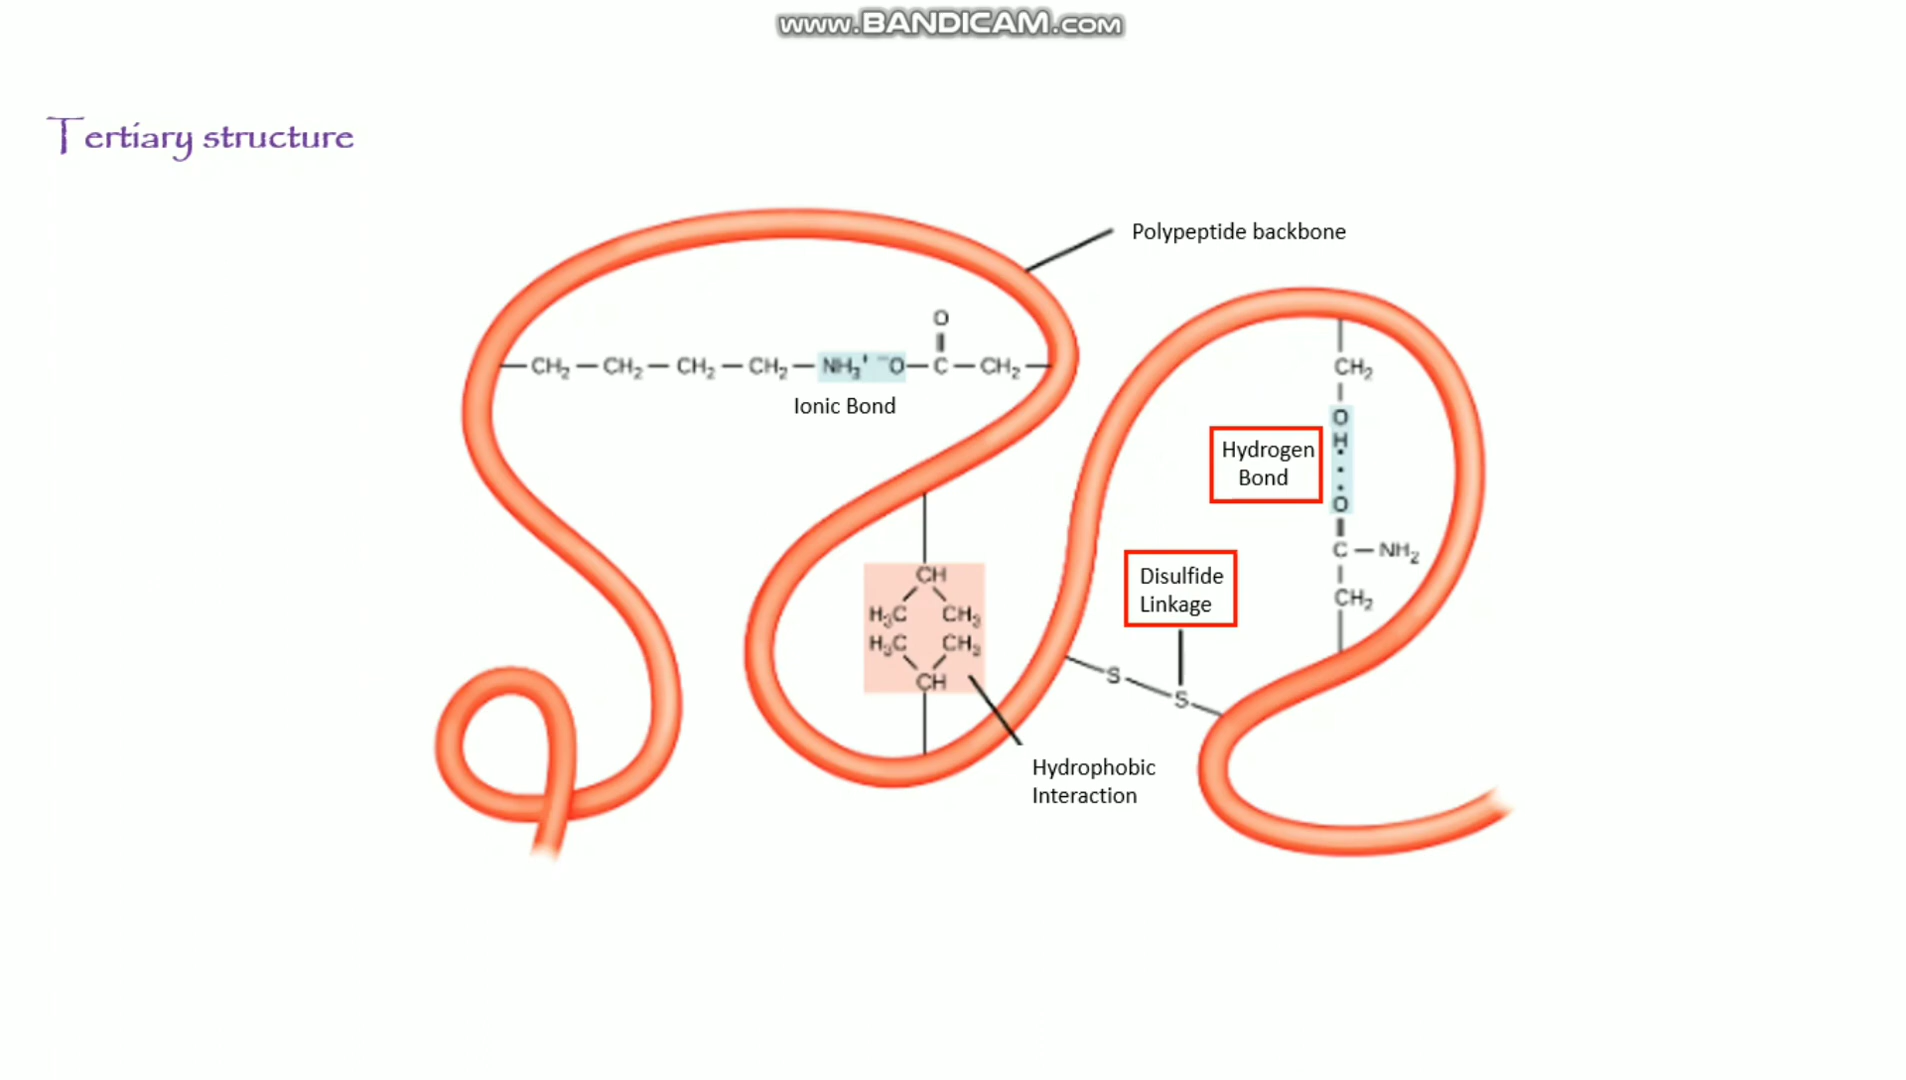 www.BANDICAM.com
Tertiary structure
Polypeptide backbone
O
CH₂ CH₂ CH₂ CH₂ NH₃⁺ ⁻O C CH₂
Ionic Bond
CH₂
O
H
Hydrogen
Bond
O
C NH₂
CH₂
Disulfide
Linkage
CH
H₃C CH₃
H₃C CH₃
CH
S
S
Hydrophobic
Interaction